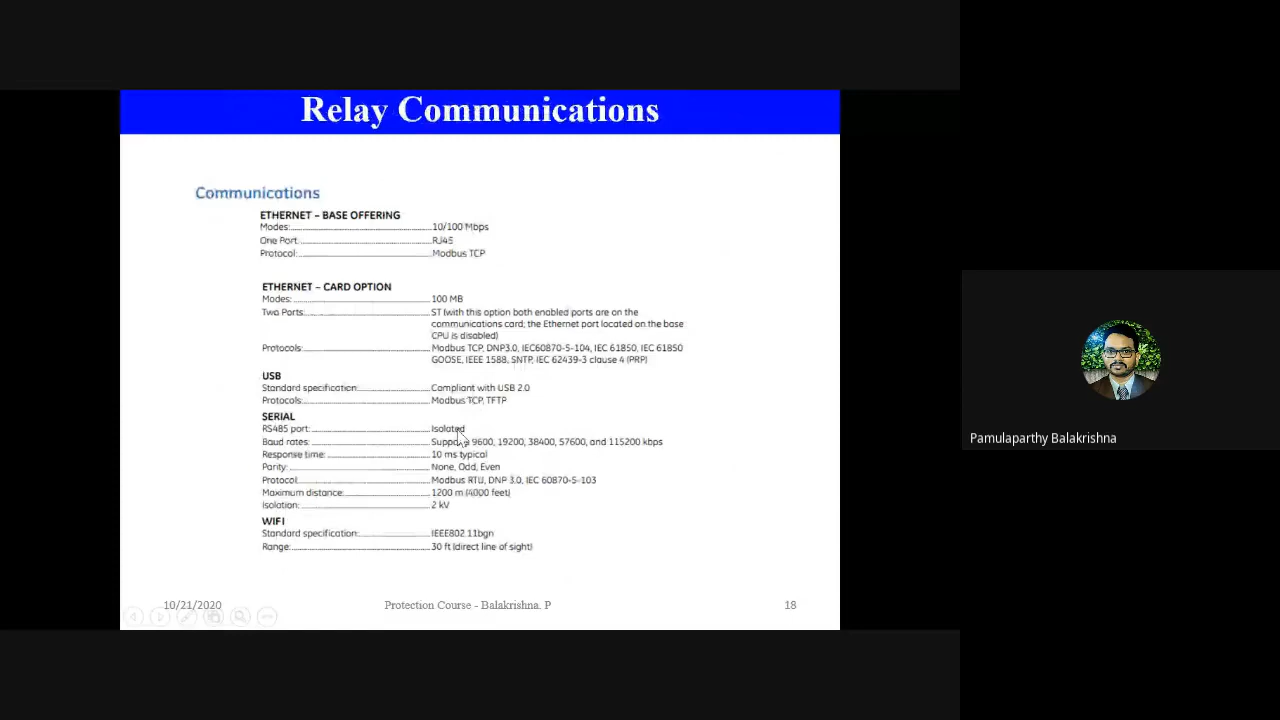 Relay Communications
Communications
ETHERNET – BASE OFFERING
Modes: 10/100 Mbps
One Port: RJ45
Protocol: Modbus TCP
ETHERNET – CARD OPTION
Modes: 100 MB
Two Ports: ST (with this option both enabled ports are on the
communications card; the Ethernet port located on the base
CPU is disabled)
Protocols: Modbus TCP, DNP3.0, IEC60870-5-104, IEC 61850, IEC 61850
GOOSE, IEEE 1588, SNTP, IEC 62439-3 clause 4 (PRP)
USB
Standard specification: Compliant with USB 2.0
Protocols: Modbus TCP, TFTP
SERIAL
RS485 port: Isolated
Baud rates: 9600, 19200, 38400, 57600, and 115200 kbps
Response time: 10 ms typical
Parity: None, Odd, Even
Protocol: Modbus RTU, DNP 3.0, IEC 60870-5-103
Maximum distance: 1200 m (4000 feet)
Isolation: 2 kV
WIFI
Standard specification: IEEE802.11bgn
Range: 30 ft (direct line of sight)
Pamulaparthy Balakrishna
10/21/2020
Protection Course - Balakrishna. P
18